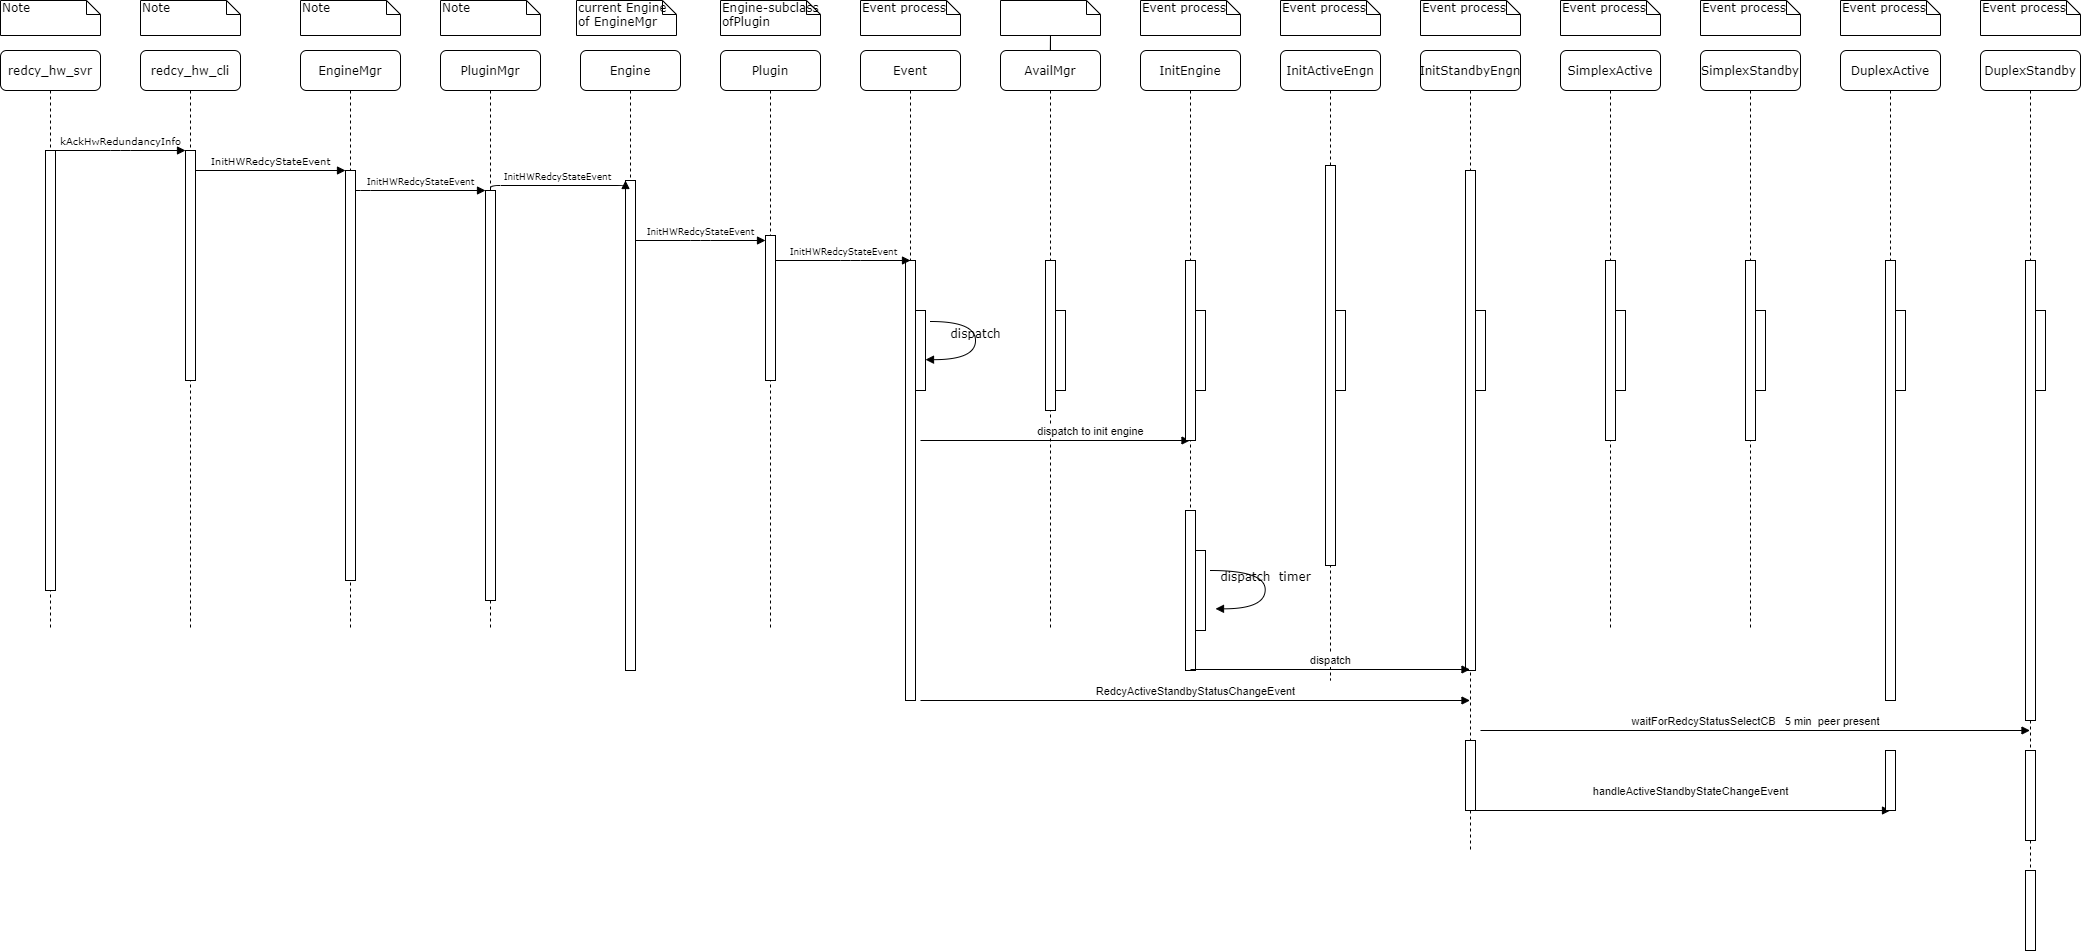 Note
Note
Note
Note
current Engine
of EngineMgr
Engine-subclass
ofPlugin
Event process
Event process
Event process
Event process
Event process
Event process
Event process
Event process
redcy_hw_svr
redcy_hw_cli
EngineMgr
PluginMgr
Engine
Plugin
Event
AvailMgr
InitEngine
InitActiveEngn
InitStandbyEngn
SimplexActive
SimplexStandby
DuplexActive
DuplexStandby
kAckHwRedundancyInfo
InitHWRedcyStateEvent
InitHWRedcyStateEvent
InitHWRedcyStateEvent
InitHWRedcyStateEvent
InitHWRedcyStateEvent
dispatch
dispatch to init engine
dispatch timer
dispatch
RedcyActiveStandbyStatusChangeEvent
waitForRedcyStatusSelectCB 5 min peer present
handleActiveStandbyStateChangeEvent